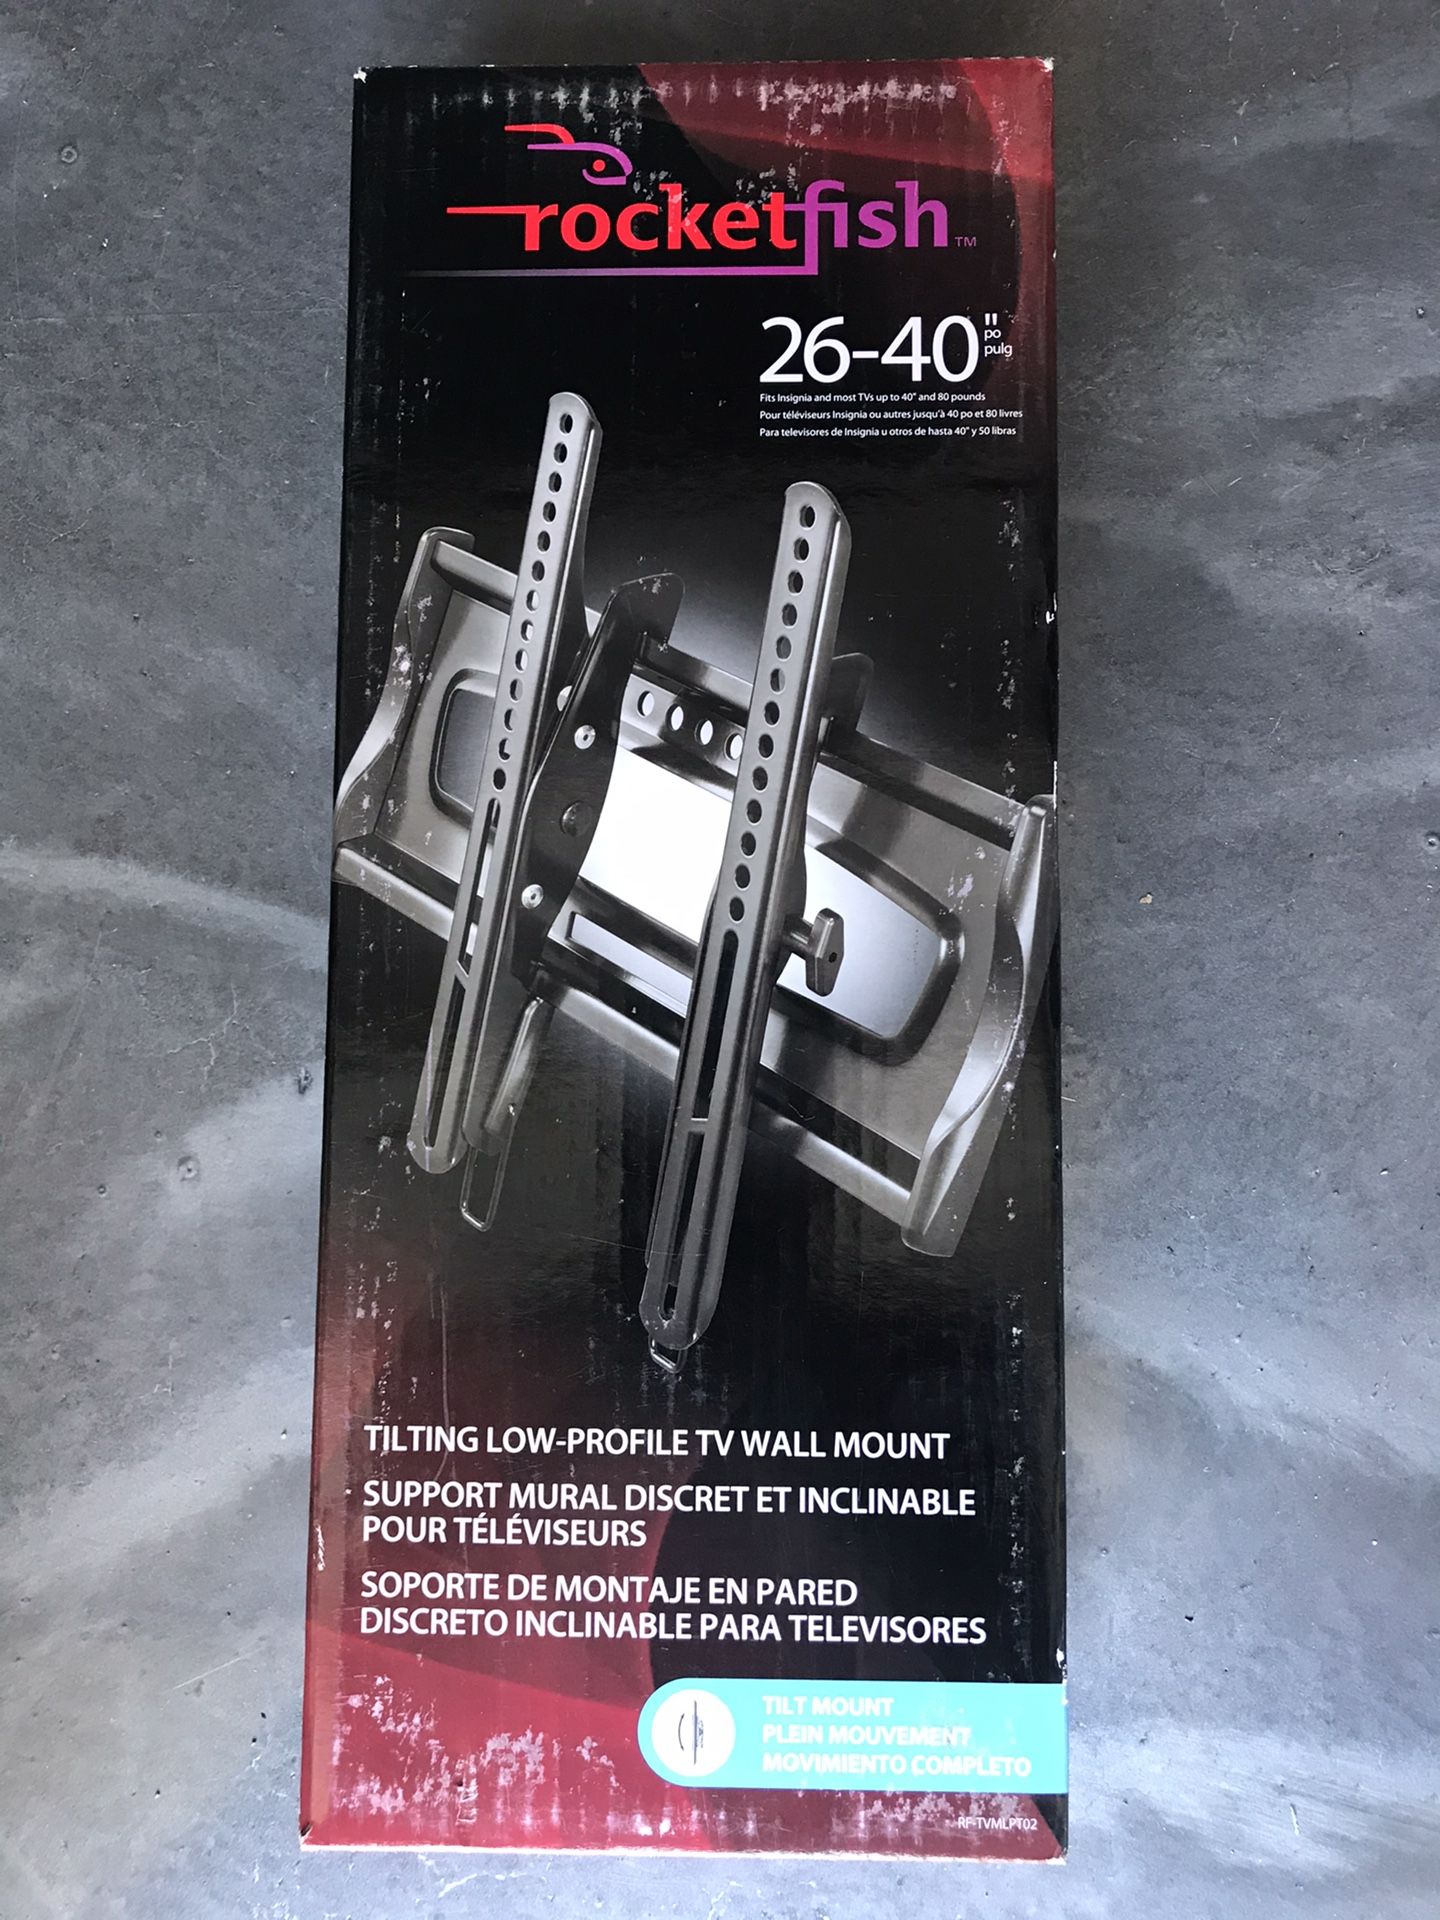 rocketfish™
26-40"
po
pulg
Fits Insignia and most TVs up to 40" and 80 pounds
Pour téléviseurs Insignia ou autres jusqu'à 40 po et 80 livres
Para televisores de Insignia u otros de hasta 40" y 50 libras
TILTING LOW-PROFILE TV WALL MOUNT
SUPPORT MURAL DISCRET ET INCLINABLE
POUR TÉLÉVISEURS
SOPORTE DE MONTAJE EN PARED
DISCRETO INCLINABLE PARA TELEVISORES
TILT MOUNT
PLEIN MOUVEMENT
MOVIMIENTO COMPLETO
RF-TVMLPT02